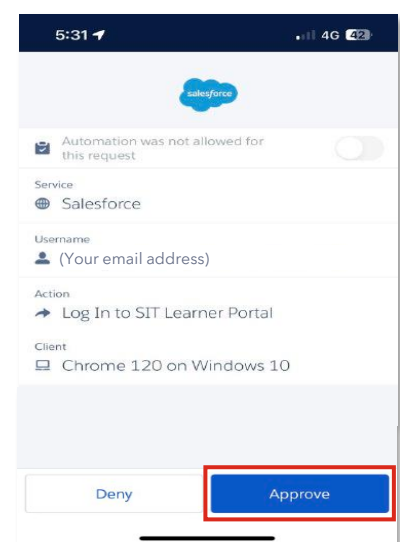 5:31
4G 42
salesforce
Automation was not allowed for
this request
Service
Salesforce
Username
(Your email address)
Action
Log In to SIT Learner Portal
Client
Chrome 120 on Windows 10
Deny Approve